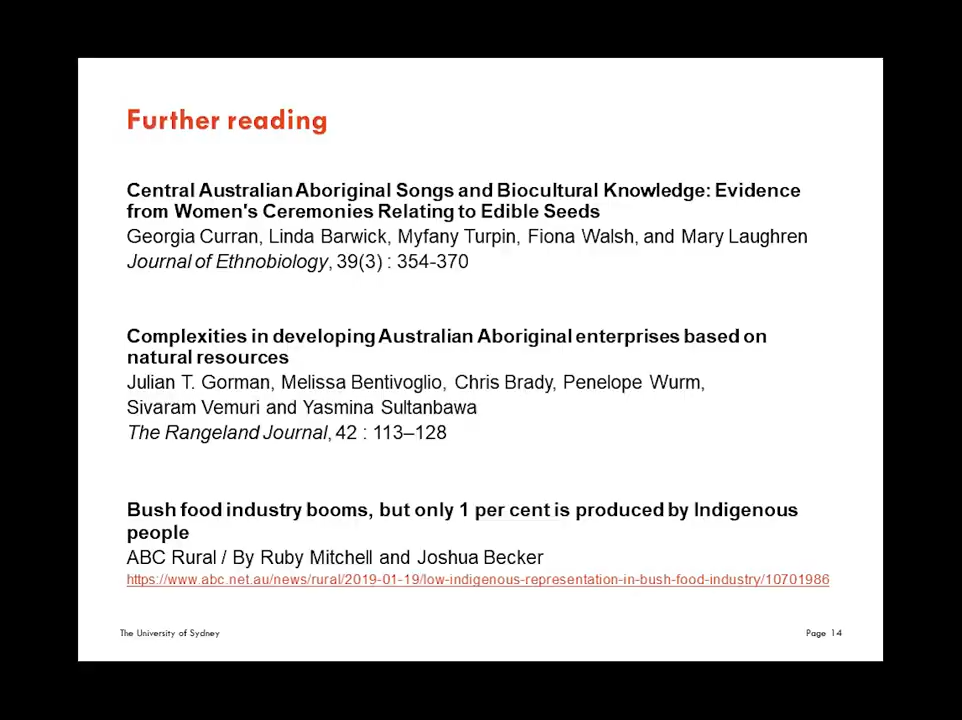 Further reading
Central Australian Aboriginal Songs and Biocultural Knowledge: Evidence
from Women's Ceremonies Relating to Edible Seeds
Georgia Curran, Linda Barwick, Myfany Turpin, Fiona Walsh, and Mary Laughren
Journal of Ethnobiology, 39(3) : 354-370
Complexities in developing Australian Aboriginal enterprises based on
natural resources
Julian T. Gorman, Melissa Bentivoglio, Chris Brady, Penelope Wurm,
Sivaram Vemuri and Yasmina Sultanbawa
The Rangeland Journal, 42 : 113–128
Bush food industry booms, but only 1 per cent is produced by Indigenous
people
ABC Rural / By Ruby Mitchell and Joshua Becker
https://www.abc.net.au/news/rural/2019-01-19/low-indigenous-representation-in-bush-food-industry/10701986
The University of Sydney
Page 14